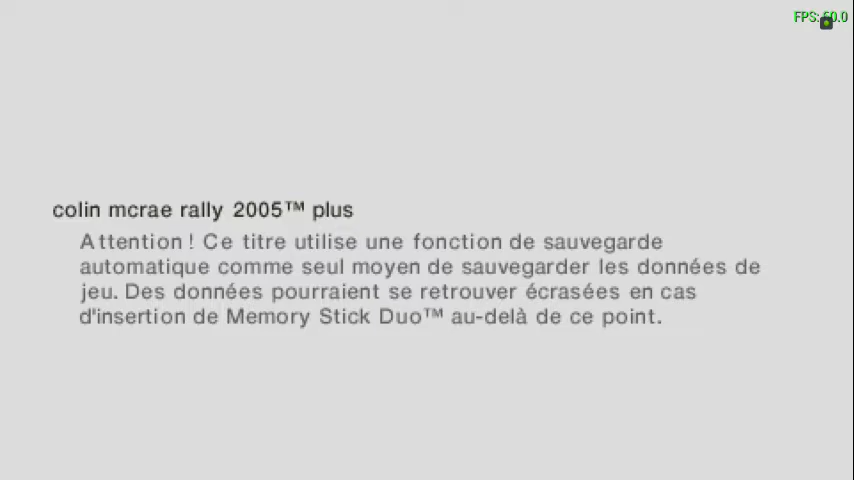 FPS: 60.0
colin mcrae rally 2005™ plus
Attention ! Ce titre utilise une fonction de sauvegarde
automatique comme seul moyen de sauvegarder les données de
jeu. Des données pourraient se retrouver écrasées en cas
d'insertion de Memory Stick Duo™ au-delà de ce point.